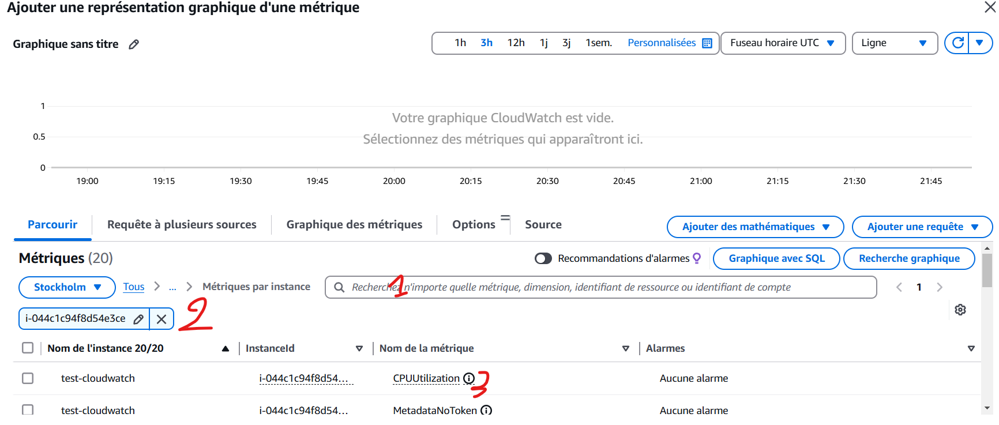 Ajouter une représentation graphique d'une métrique
Graphique sans titre
1h 3h 12h 1j 3j 1sem. Personnalisées Fuseau horaire UTC Ligne
1
Votre graphique CloudWatch est vide.
0.5
Sélectionnez des métriques qui apparaîtront ici.
0
19:00 19:15 19:30 19:45 20:00 20:15 20:30 20:45 21:00 21:15 21:30 21:45
Parcourir Requête à plusieurs sources Graphique des métriques Options Source Ajouter des mathématiques Ajouter une requête
Métriques (20) Recommandations d'alarmes Graphique avec SQL Recherche graphique
Stockholm Tous ... Métriques par instance Recherchez n'importe quelle métrique, dimension, identifiant de ressource ou identifiant de compte 1
1
i-044c1c94f8d54e3ce 2
Nom de l'instance 20/20 InstanceId Nom de la métrique Alarmes
test-cloudwatch i-044c1c94f8d54... CPUUtilization 3 Aucune alarme
test-cloudwatch i-044c1c94f8d54... MetadataNoToken Aucune alarme